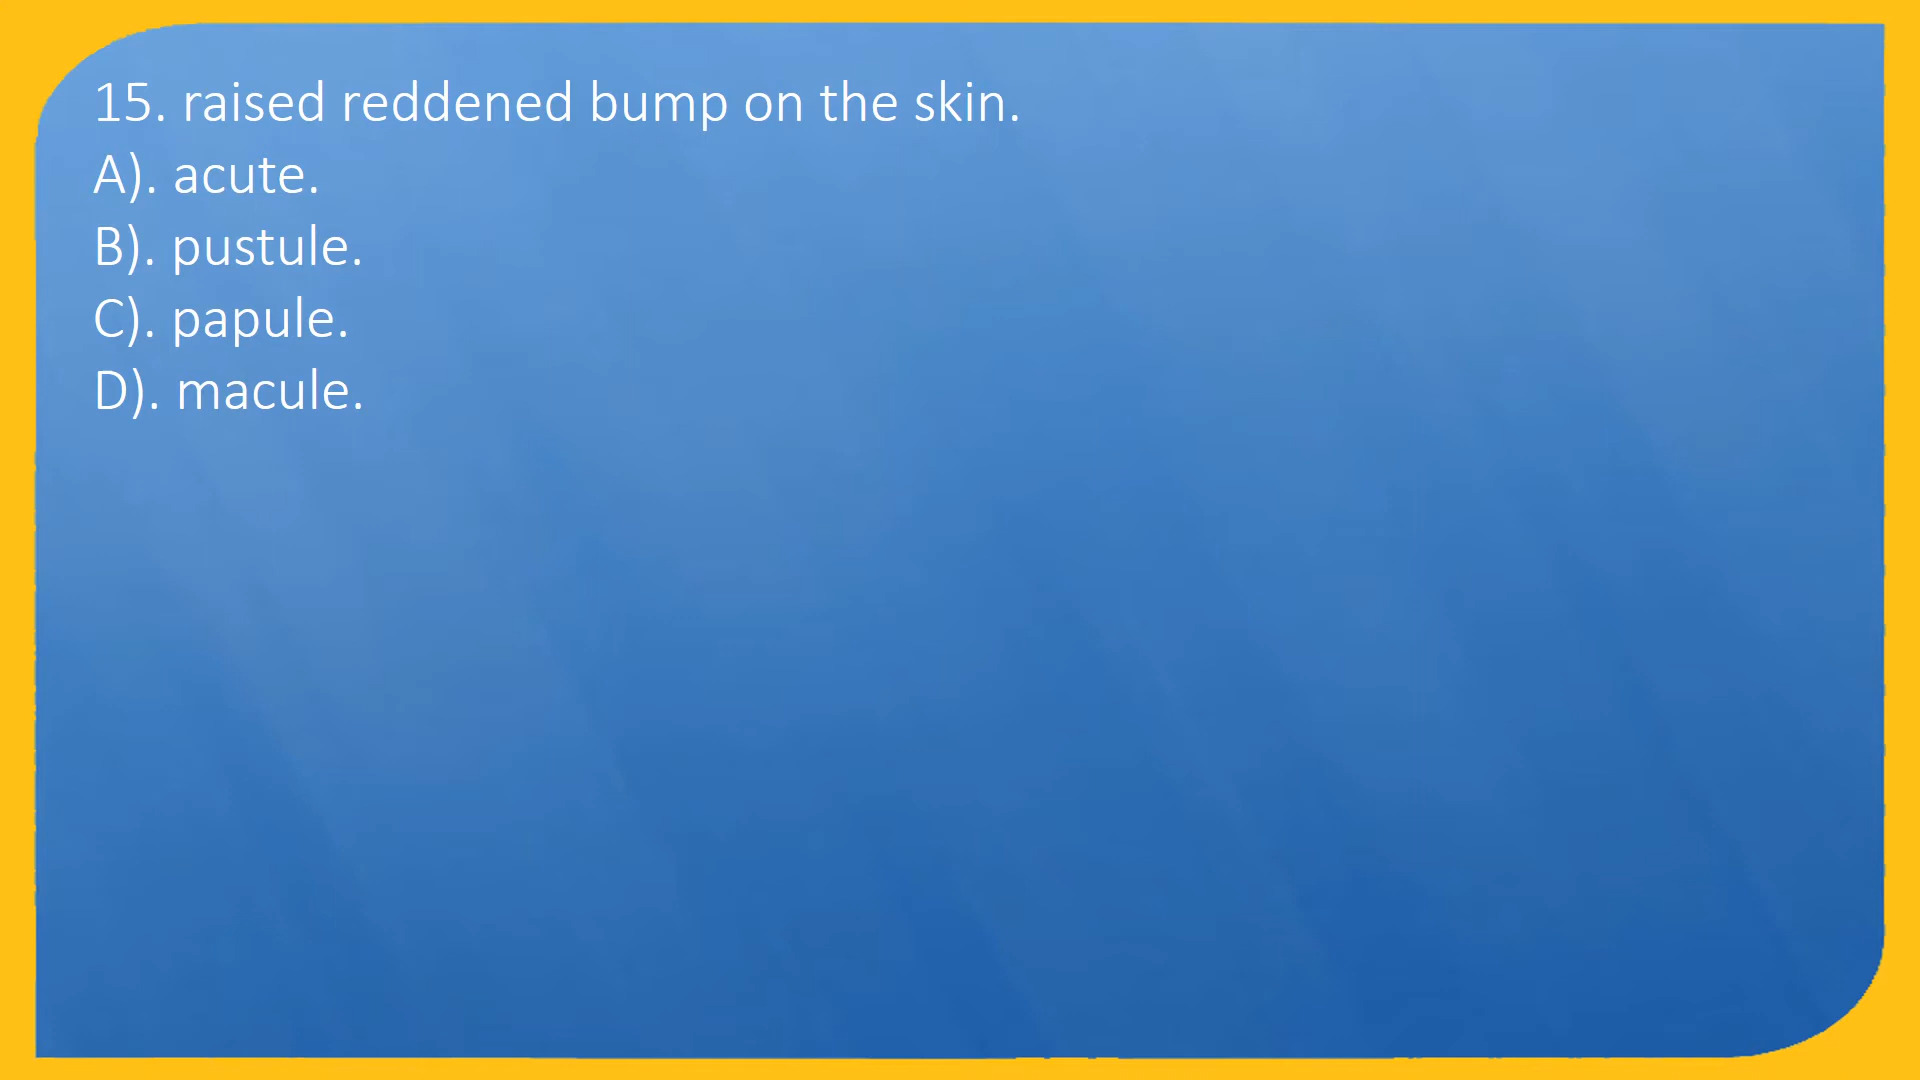 15. raised reddened bump on the skin.
A). acute.
B). pustule.
C). papule.
D). macule.